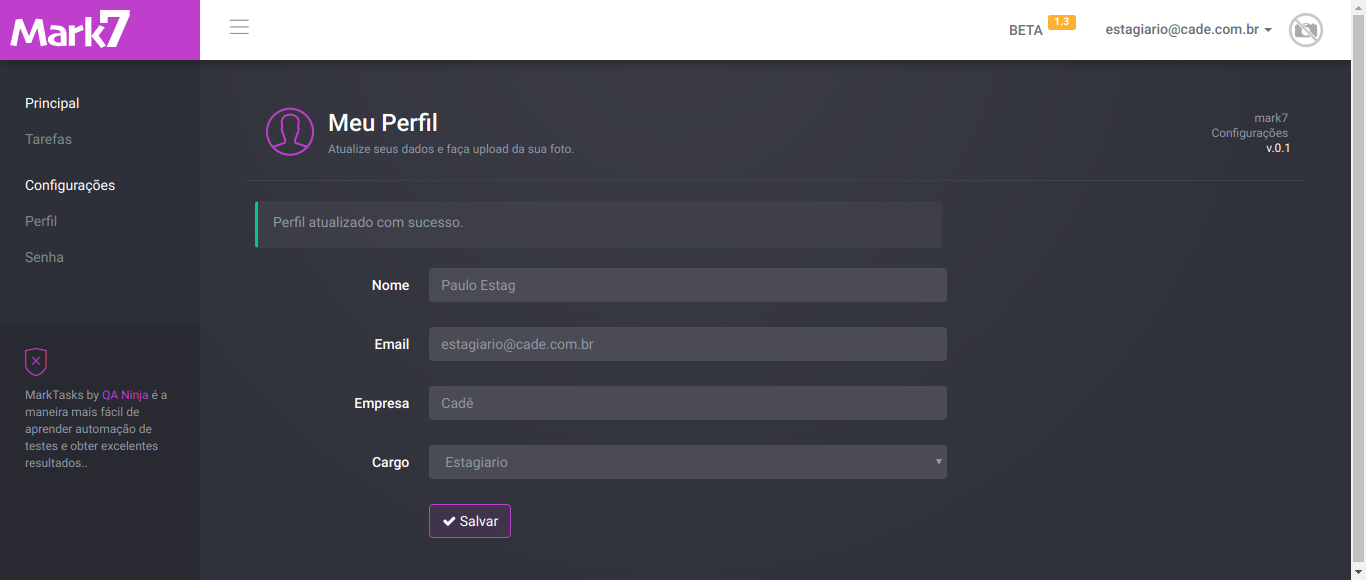 Mark7
BETA 1.3
estagiario@cade.com.br
Principal
Tarefas
Configurações
Perfil
Senha
MarkTasks by QA Ninja é a
maneira mais fácil de
aprender automação de
testes e obter excelentes
resultados..
Meu Perfil
Atualize seus dados e faça upload da sua foto.
mark7
Configurações
v.0.1
Perfil atualizado com sucesso.
Nome
Paulo Estag
Email
estagiario@cade.com.br
Empresa
Cadê
Cargo
Estagiario
Salvar